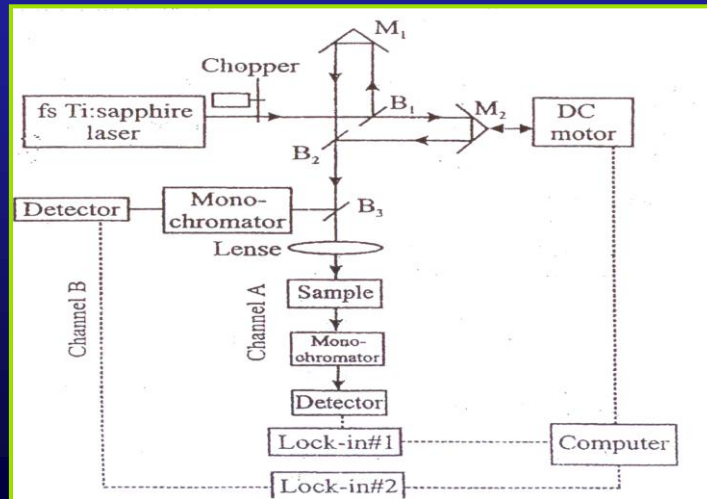 M₁
Chopper
fs Ti:sapphire
laser
B₁
M₂
DC
motor
B₂
Detector
Mono-
chromator
B₃
Lense
Channel B
Channel A
Sample
Mono-
chromator
Detector
Lock-in#1
Computer
Lock-in#2